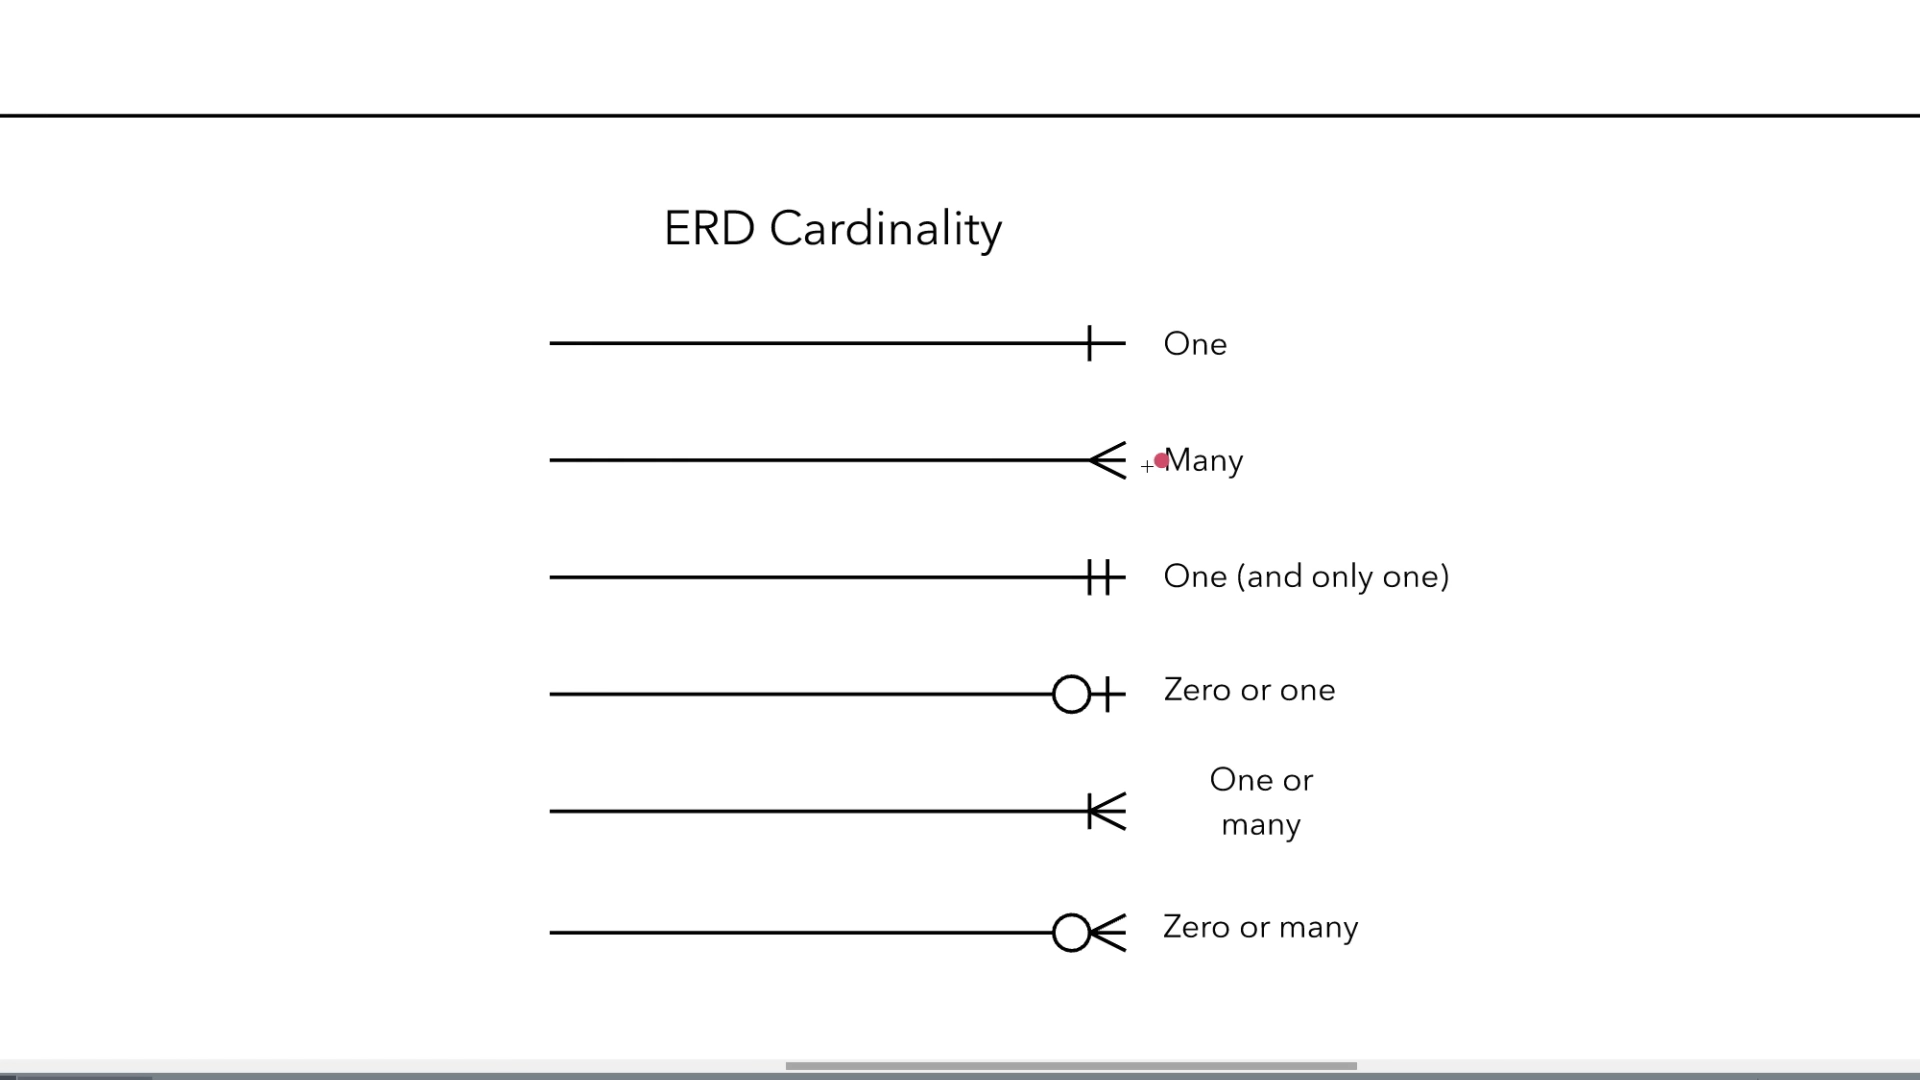 ERD Cardinality
One
Many
One (and only one)
Zero or one
One or
many
Zero or many